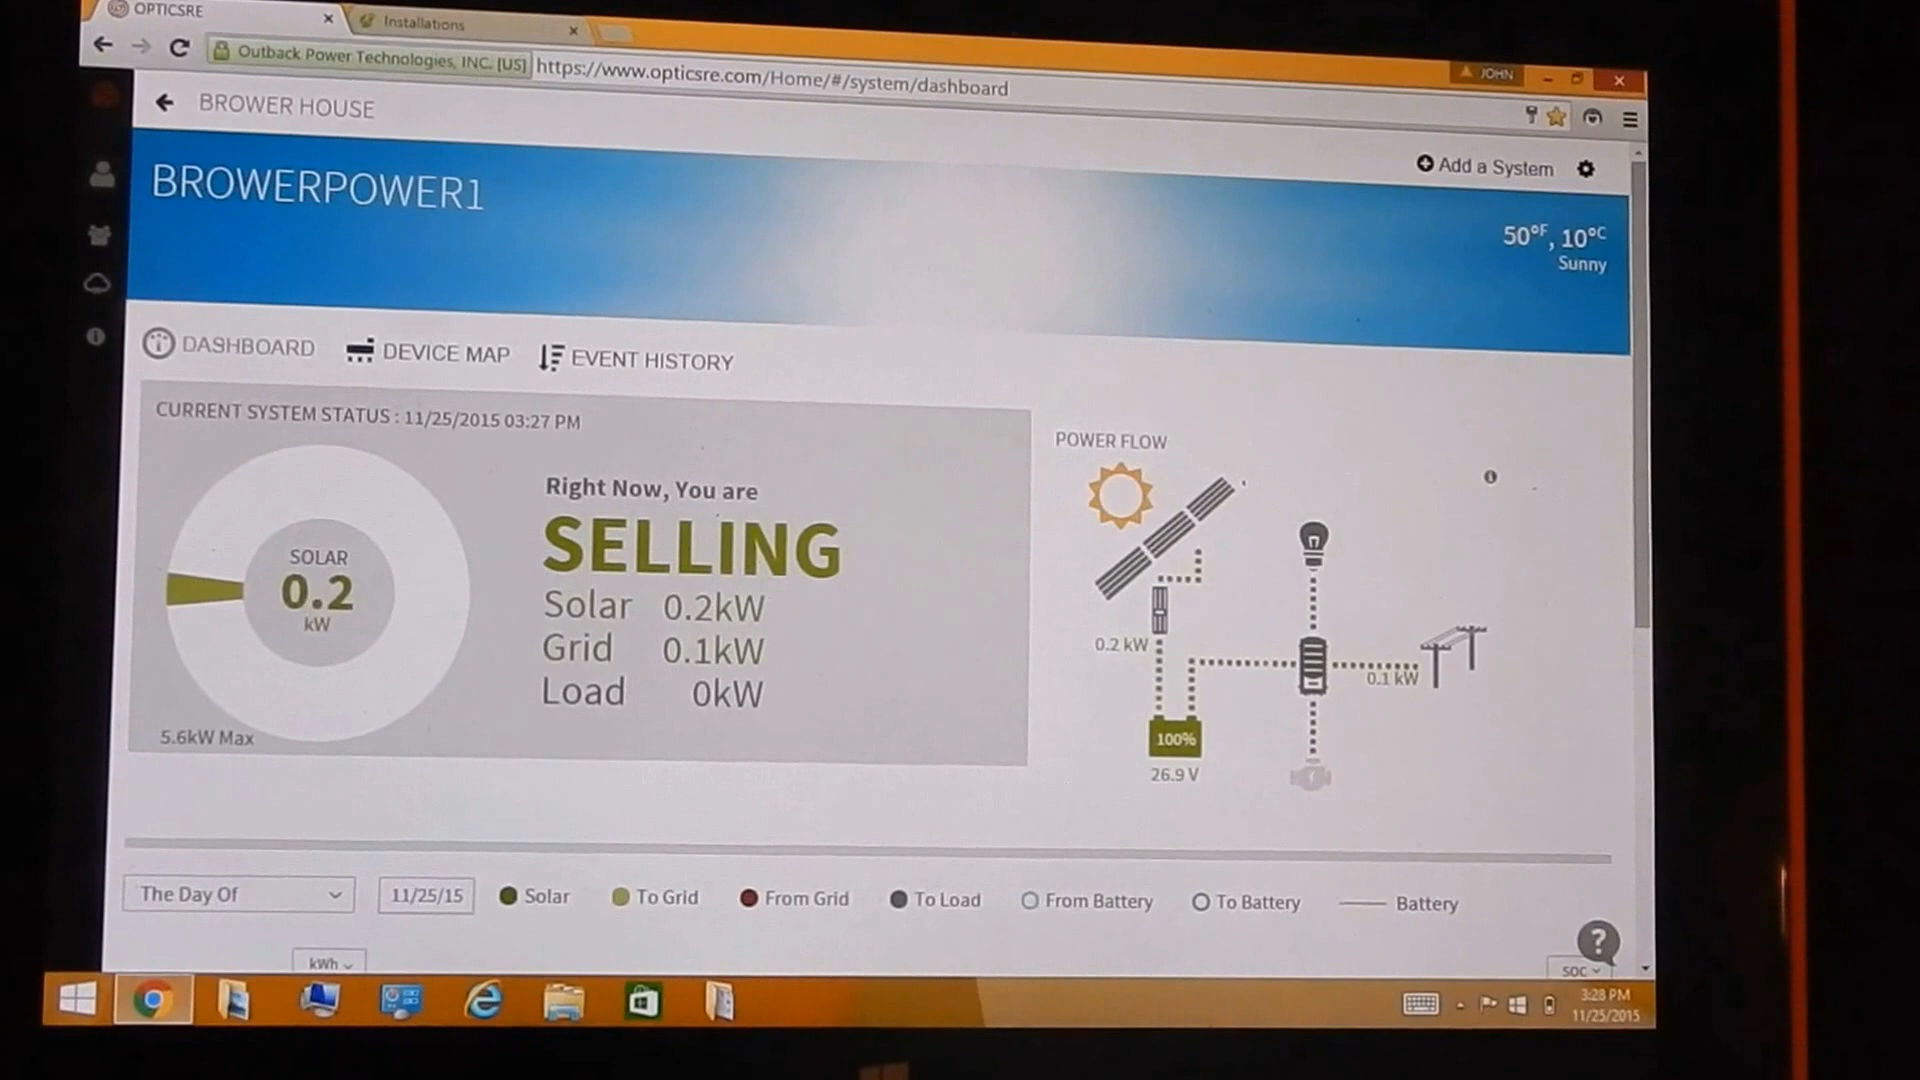 OPTICSRE
Installations
JOHN
Outback Power Technologies, INC. [US]
https://www.opticsre.com/Home/#/system/dashboard
BROWER HOUSE
Add a System
BROWERPOWER1
50°F, 10°C
Sunny
DASHBOARD
DEVICE MAP
EVENT HISTORY
CURRENT SYSTEM STATUS : 11/25/2015 03:27 PM
SOLAR
0.2
kW
5.6kW Max
Right Now, You are
SELLING
Solar 0.2kW
Grid 0.1kW
Load 0kW
POWER FLOW
0.2 kW
0.1 kW
100%
26.9 V
The Day Of
11/25/15
Solar
To Grid
From Grid
To Load
From Battery
To Battery
Battery
?
kWh
SOC
3:28 PM
11/25/2015